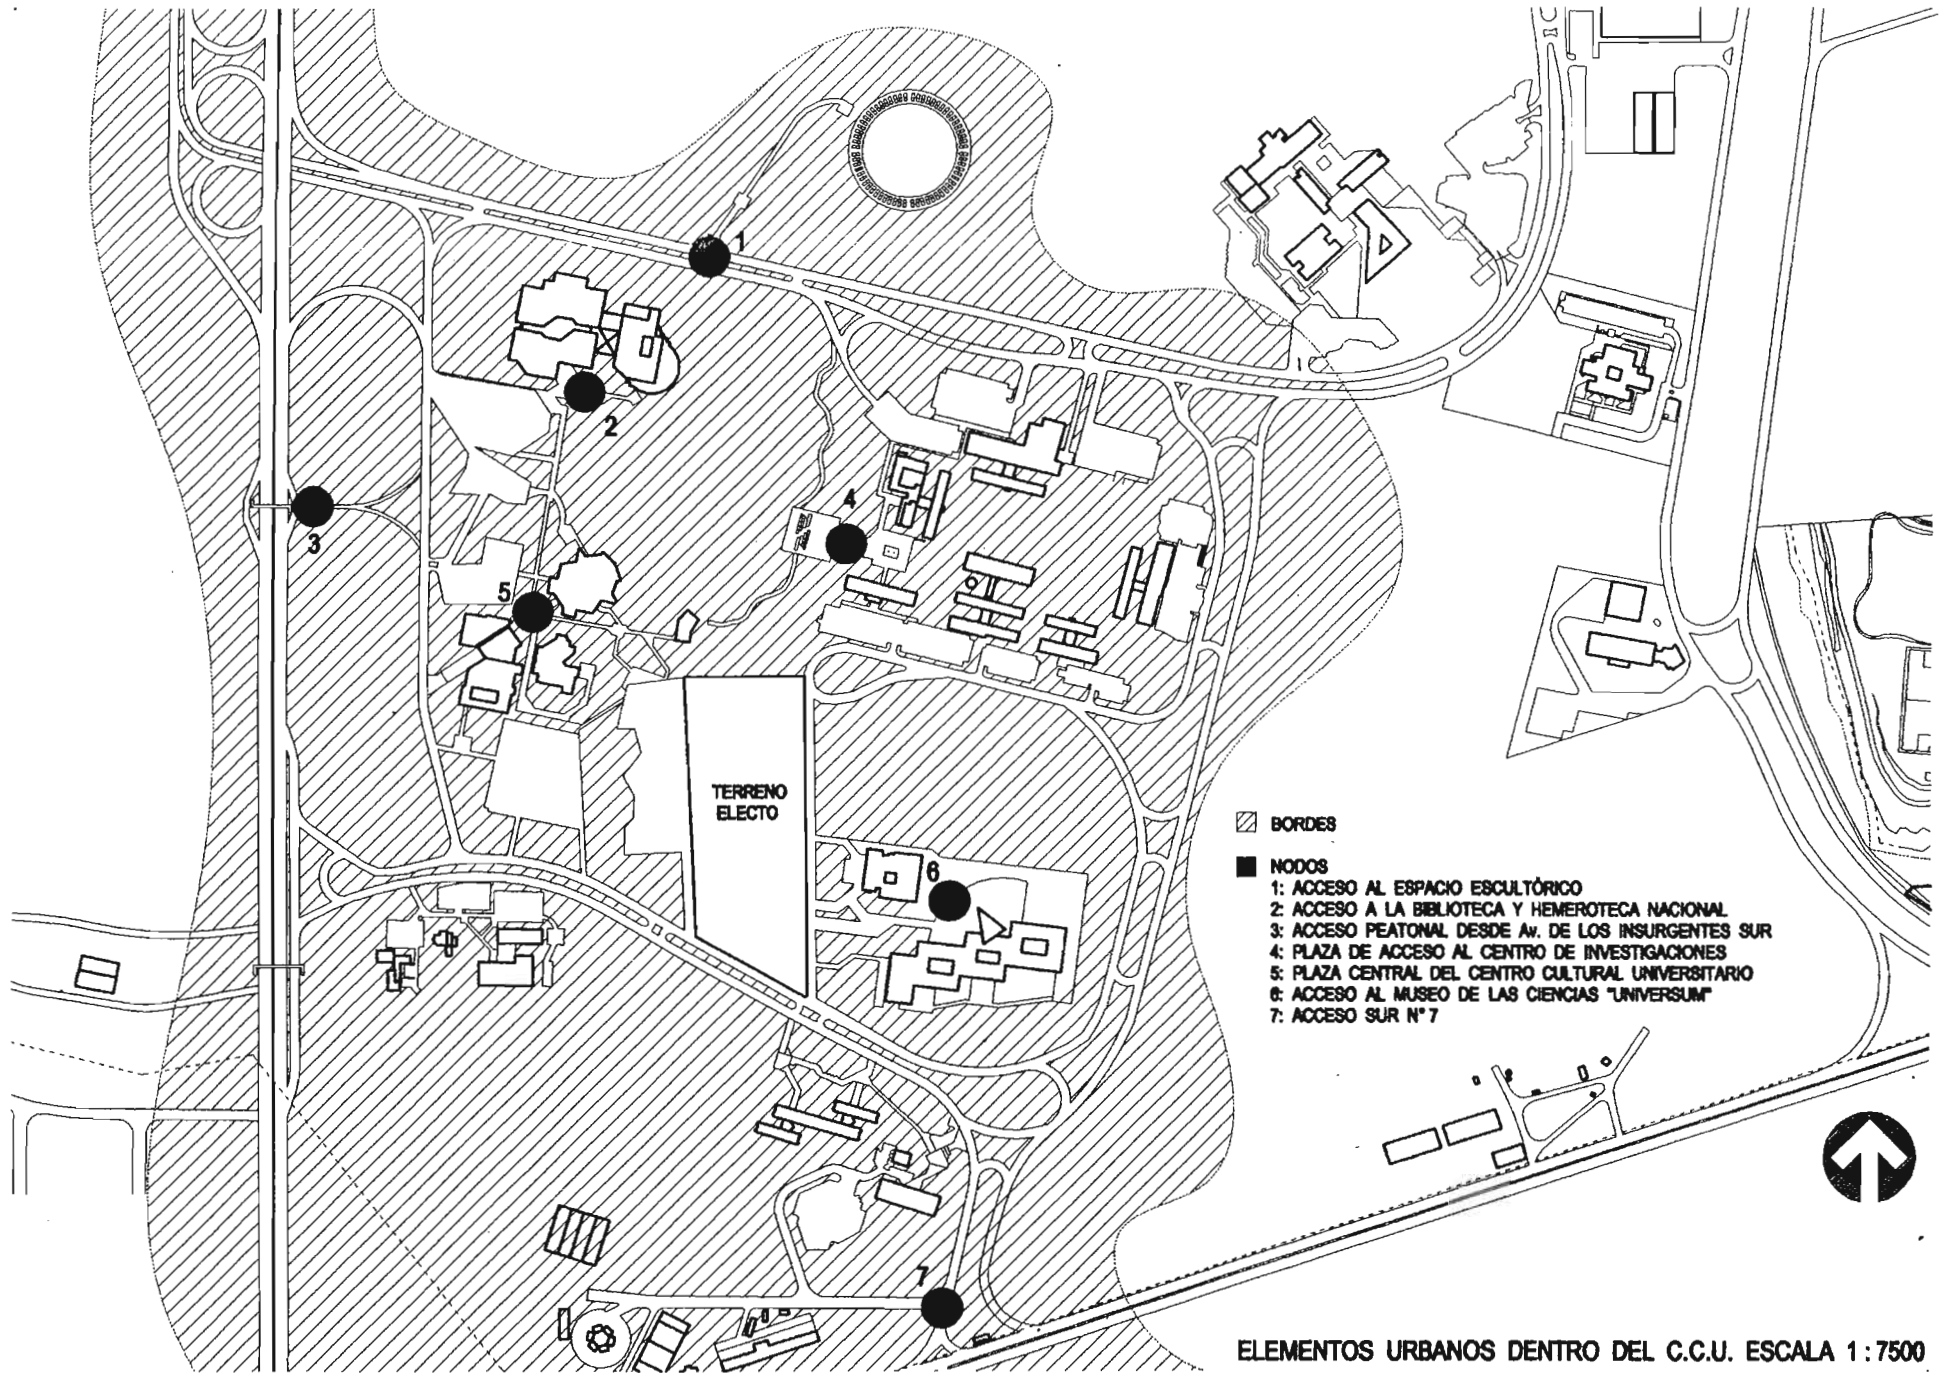 1
2
3
4
5
TERRENO
ELECTO
6
7
BORDES
NODOS
1: ACCESO AL ESPACIO ESCULTÓRICO
2: ACCESO A LA BIBLIOTECA Y HEMEROTECA NACIONAL
3: ACCESO PEATONAL DESDE Av. DE LOS INSURGENTES SUR
4: PLAZA DE ACCESO AL CENTRO DE INVESTIGACIONES
5: PLAZA CENTRAL DEL CENTRO CULTURAL UNIVERSITARIO
6: ACCESO AL MUSEO DE LAS CIENCIAS "UNIVERSUM"
7: ACCESO SUR N° 7
ELEMENTOS URBANOS DENTRO DEL C.C.U. ESCALA 1:7500